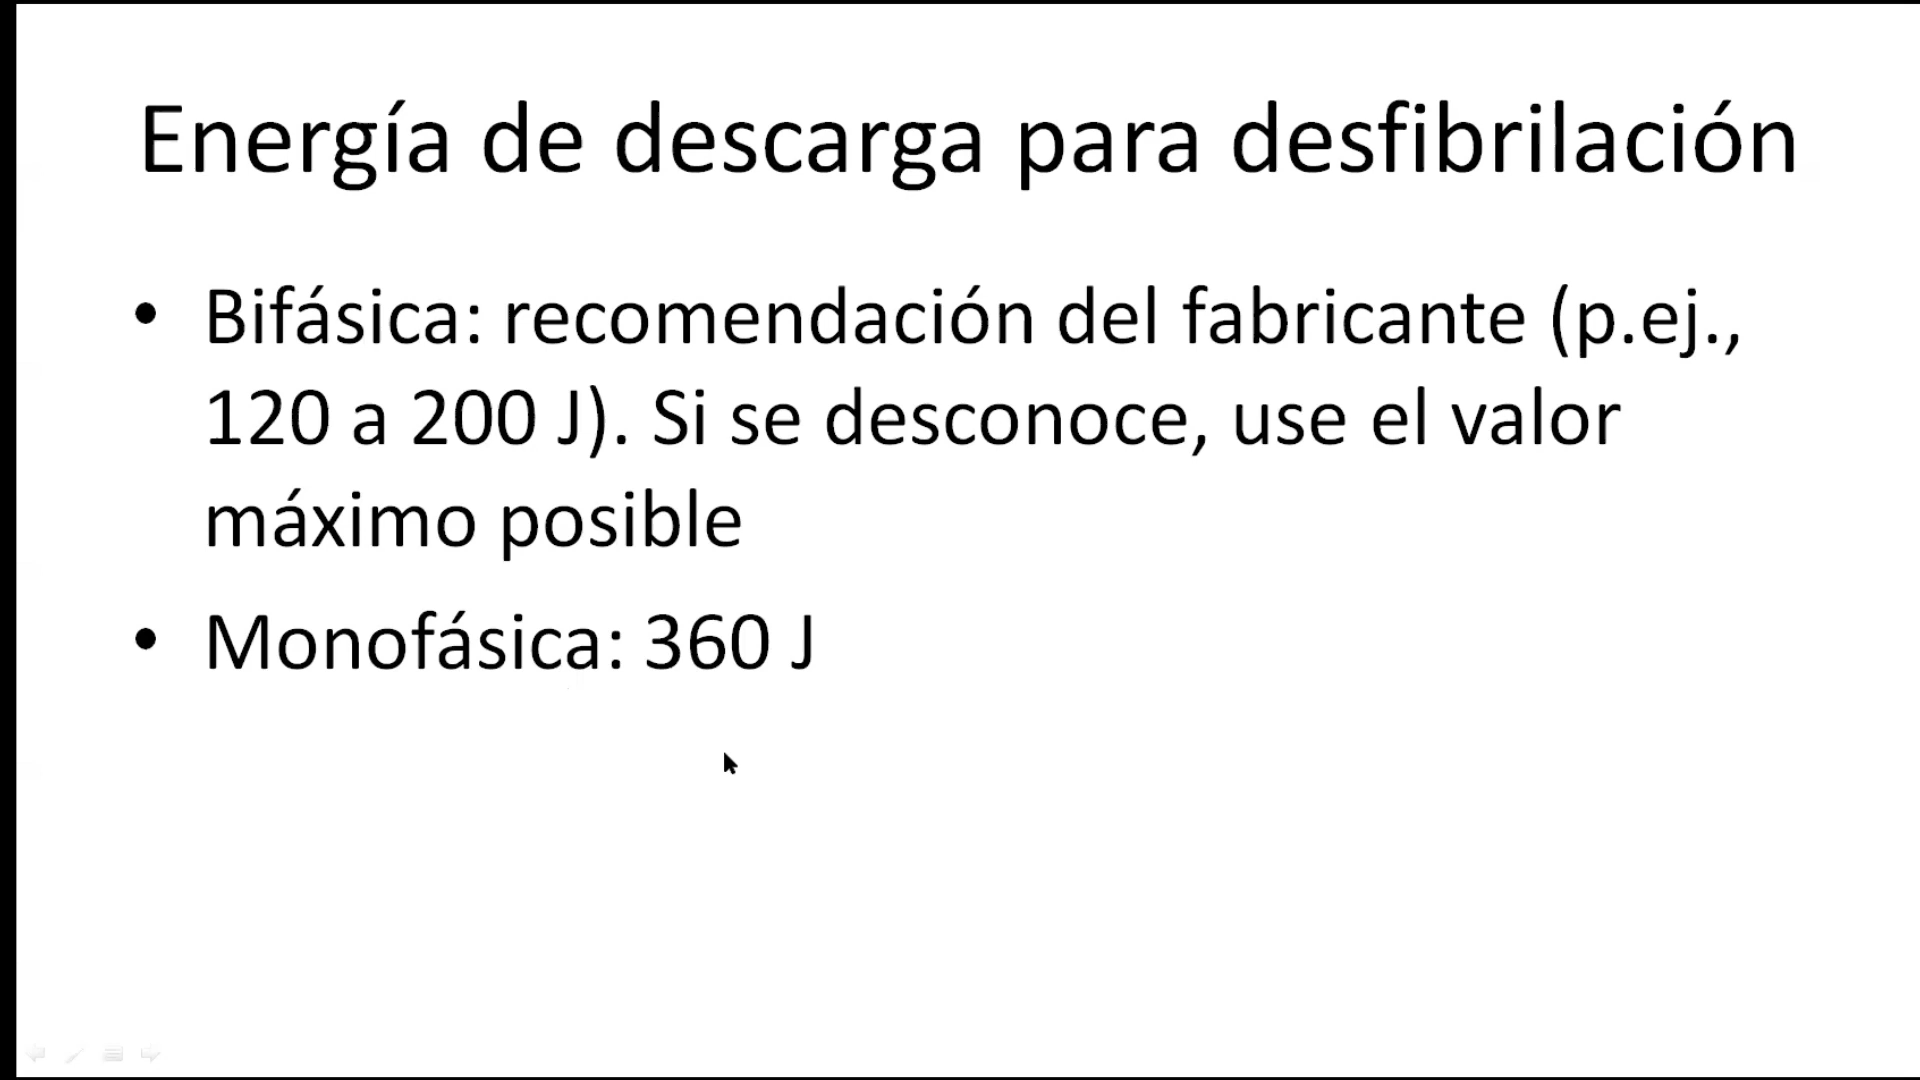 Energía de descarga para desfibrilación
• Bifásica: recomendación del fabricante (p.ej.,
120 a 200 J). Si se desconoce, use el valor
máximo posible
• Monofásica: 360 J